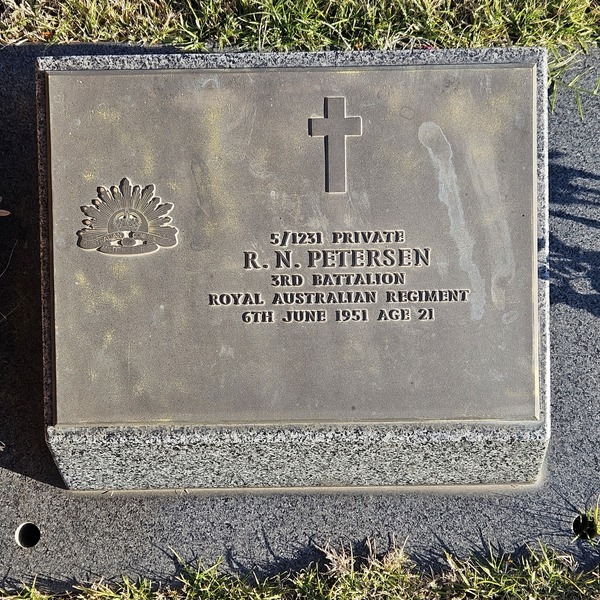 5/1231 PRIVATE
R. N. PETERSEN
3RD BATTALION
ROYAL AUSTRALIAN REGIMENT
6TH JUNE 1951 AGE 21